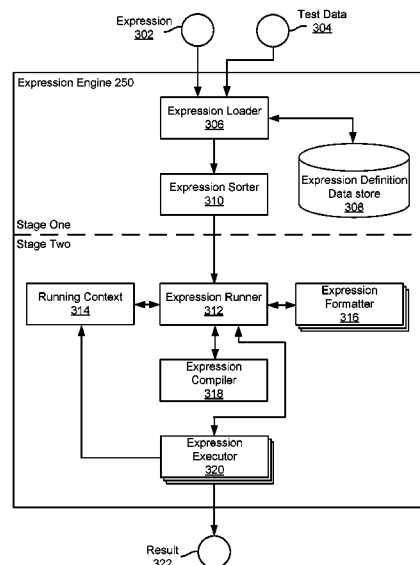 Expression
302
Test Data
304
Expression Engine 250
Expression Loader
306
Expression Definition
Data store
308
Expression Sorter
310
Stage One
Stage Two
Running Context
314
Expression Runner
312
Expression
Formatter
316
Expression
Compiler
318
Expression
Executor
320
Result
322